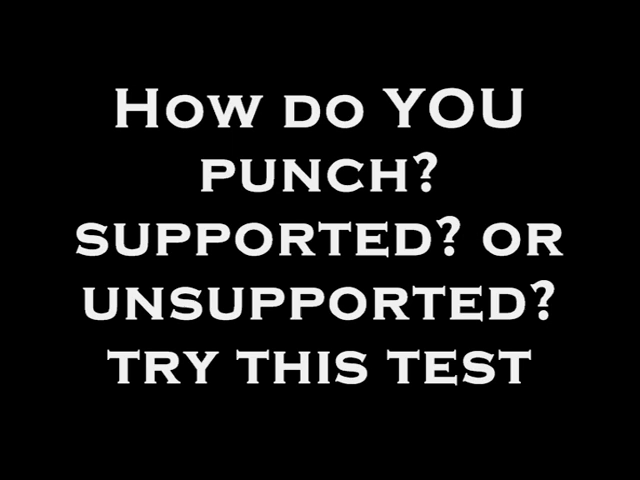 How do YOU
punch?
supported? or
unsupported?
try this test